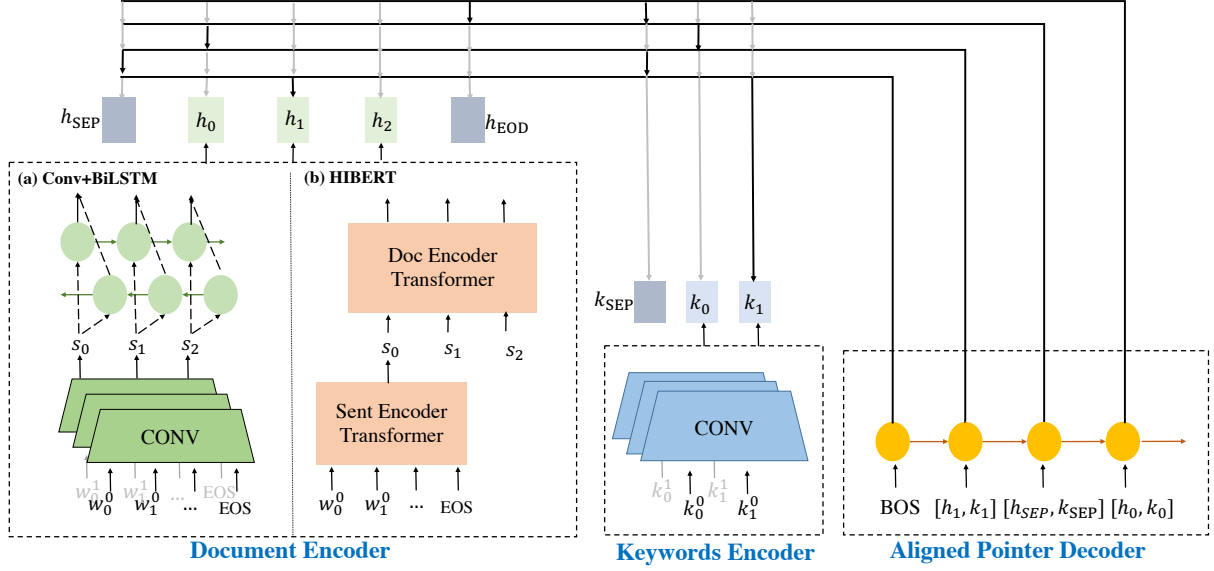 h_SEP
h_0
h_1
h_2
h_EOD
(a) Conv+BiLSTM
(b) HIBERT
s_0 s_1 s_2
CONV
w_0^1 w_1^1 ... EOS
w_0^0 w_1^0 ... EOS
Doc Encoder
Transformer
s_0 s_1 s_2
Sent Encoder
Transformer
w_0^0 w_1^0 ... EOS
Document Encoder
k_SEP
k_0
k_1
CONV
k_0^1 k_1^1
k_0^0 k_1^0
Keywords Encoder
BOS [h_1, k_1] [h_SEP, k_SEP] [h_0, k_0]
Aligned Pointer Decoder